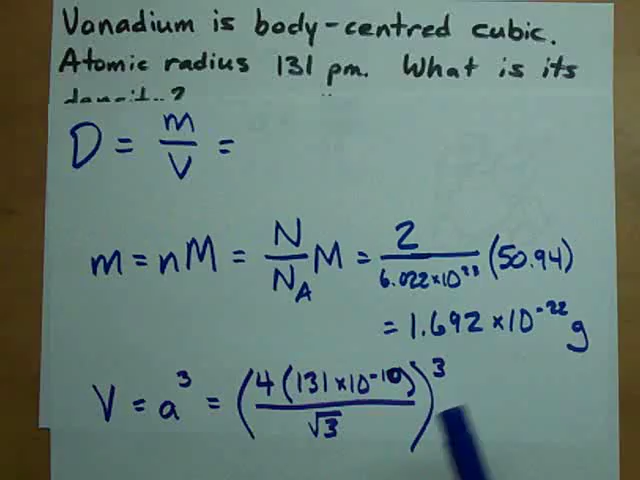 Vanadium is body-centred cubic.
Atomic radius 131 pm. What is its
density?
D = m/V =
m = nM = N/N_A M = 2/6.022×10²³ (50.94)
= 1.692 ×10⁻²² g
V = a³ = (4(131×10⁻¹⁰)/√3)³